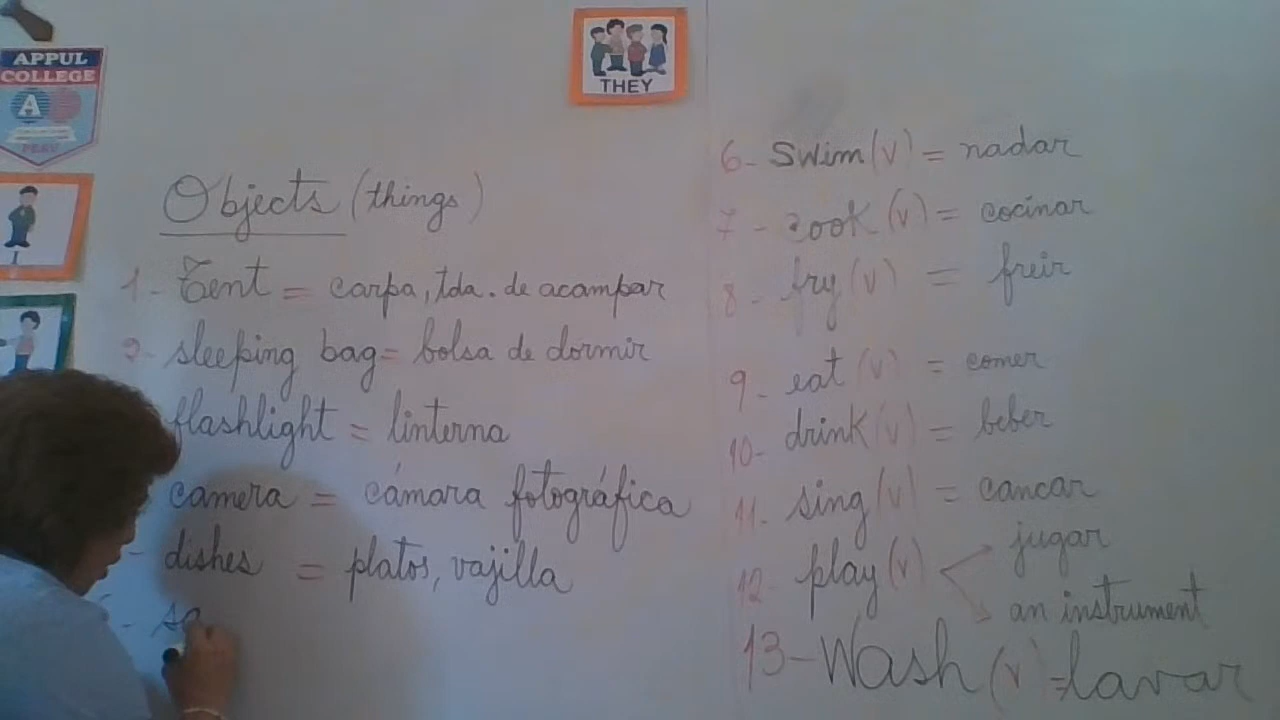 APPUL
COLLEGE
A
PERÚ
THEY
I
Objects (things)
1- Tent = carpa, tda. de acampar
2- sleeping bag = bolsa de dormir
flashlight = linterna
camera = cámara fotográfica
- dishes = platos, vajilla
- so
6- swim (v) = nadar
7- cook (v) = cocinar
8- fry (v) = freir
9- eat (v) = comer
10- drink (v) = beber
11- sing (v) = cancar
12- play (v) jugar
an instrument
13- Wash (v) = lavar